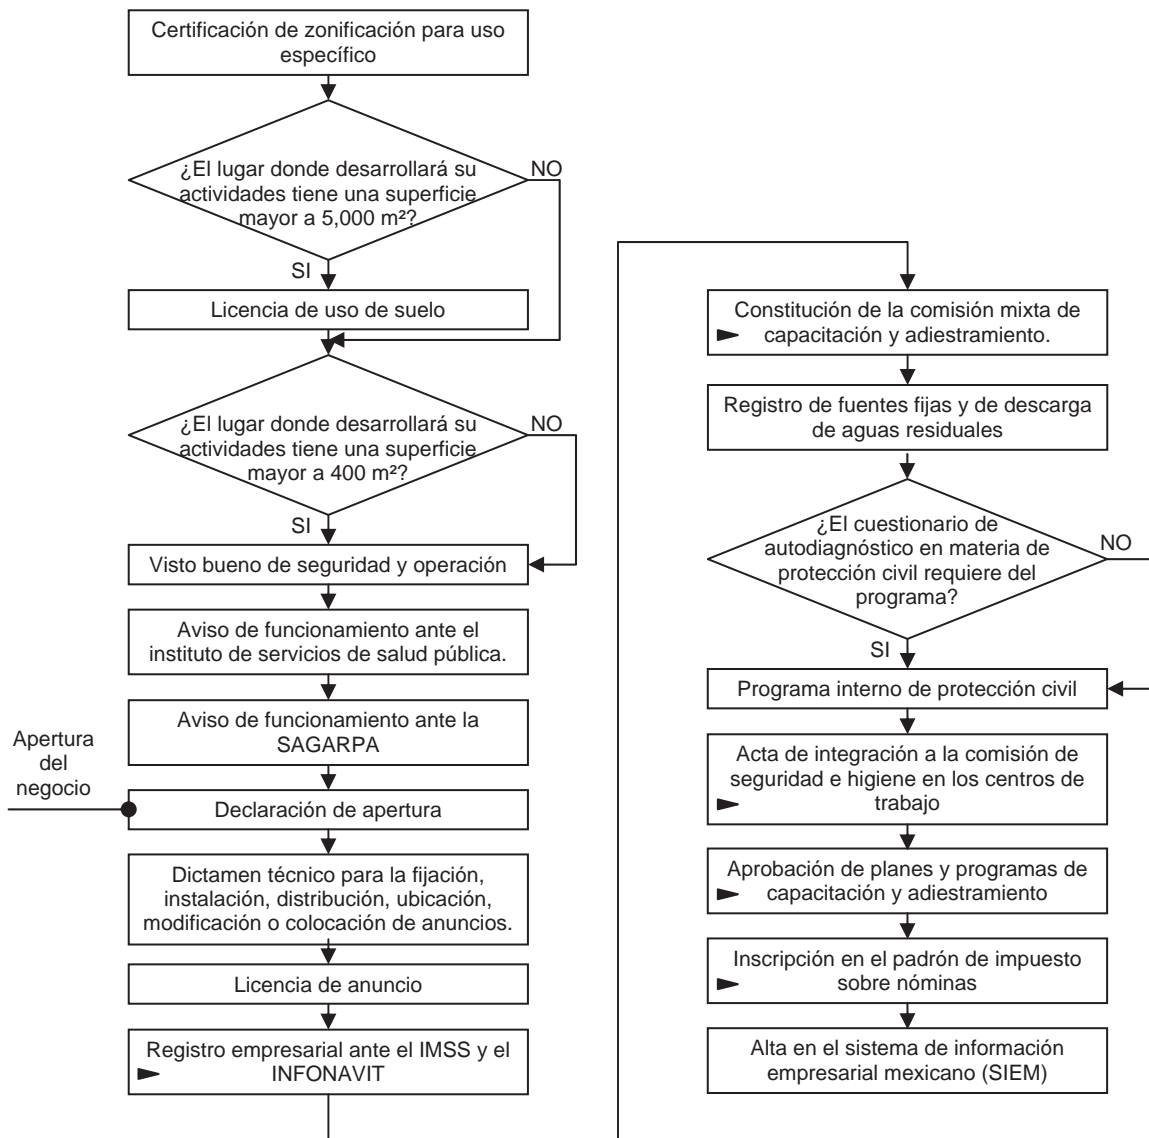 Certificación de zonificación para uso
específico
¿El lugar donde desarrollará su
actividades tiene una superficie
mayor a 5,000 m²?
NO
SI
Licencia de uso de suelo
¿El lugar donde desarrollará su
actividades tiene una superficie
mayor a 400 m²?
NO
SI
Visto bueno de seguridad y operación
Aviso de funcionamiento ante el
instituto de servicios de salud pública.
Aviso de funcionamiento ante la
SAGARPA
Apertura
del
negocio
Declaración de apertura
Dictamen técnico para la fijación,
instalación, distribución, ubicación,
modificación o colocación de anuncios.
Licencia de anuncio
Registro empresarial ante el IMSS y el
INFONAVIT
Constitución de la comisión mixta de
capacitación y adiestramiento.
Registro de fuentes fijas y de descarga
de aguas residuales
¿El cuestionario de
autodiagnóstico en materia de
protección civil requiere del
programa?
NO
SI
Programa interno de protección civil
Acta de integración a la comisión de
seguridad e higiene en los centros de
trabajo
Aprobación de planes y programas de
capacitación y adiestramiento
Inscripción en el padrón de impuesto
sobre nóminas
Alta en el sistema de información
empresarial mexicano (SIEM)